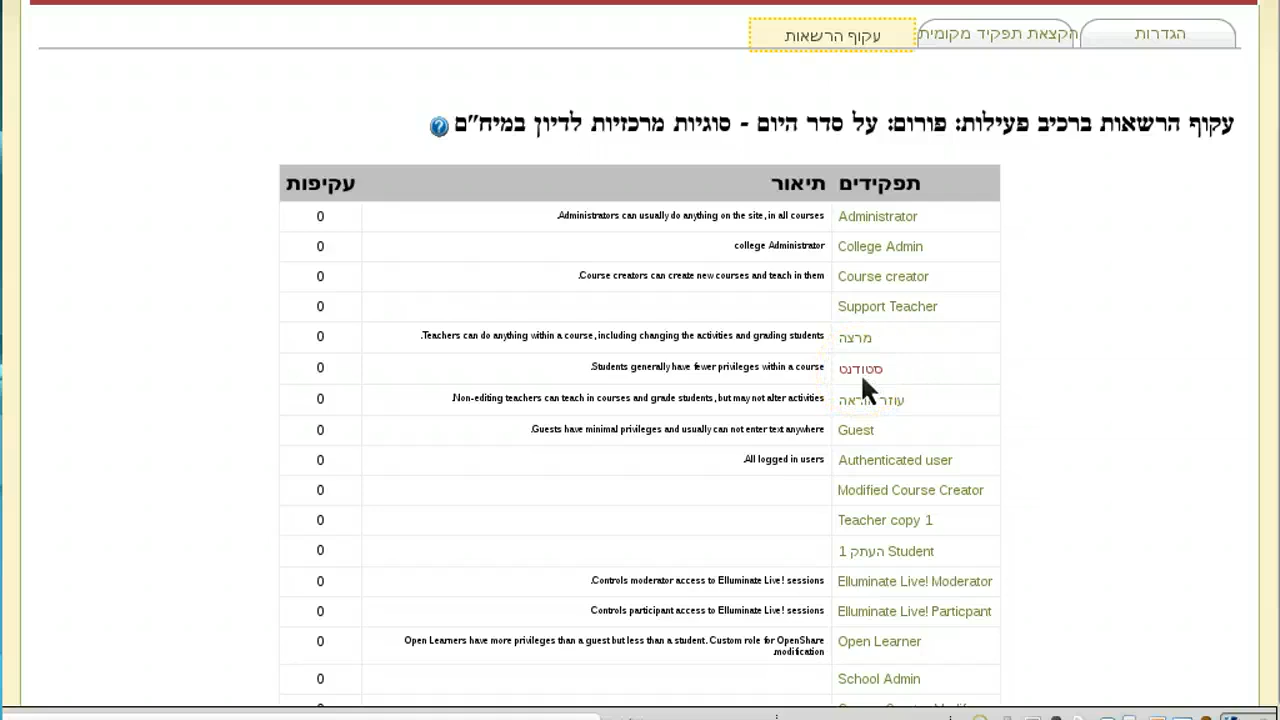 הגדרות הקצאת תפקיד מקומית עקוף הרשאות
עקוף הרשאות ברכיב פעילות: פורום: על סדר היום - סוגיות מרכזיות לדיון במיח"ם
תפקידים תיאור עקיפות
Administrator Administrators can usually do anything on the site, in all courses. 0
College Admin college Administrator 0
Course creator Course creators can create new courses and teach in them. 0
Support Teacher 0
מרצה Teachers can do anything within a course, including changing the activities and grading students. 0
סטודנט Students generally have fewer privileges within a course. 0
עוזר Non-editing teachers can teach in courses and grade students, but may not alter activities. 0
Guest Guests have minimal privileges and usually can not enter text anywhere. 0
Authenticated user All logged in users. 0
Modified Course Creator 0
Teacher copy 1 0
Student העתק 1 0
Elluminate Live! Moderator Controls moderator access to Elluminate Live! sessions. 0
Elluminate Live! Particpant Controls participant access to Elluminate Live! sessions 0
Open Learner Open Learners have more privileges than a guest but less than a student. Custom role for OpenShare 0
modification.
School Admin 0